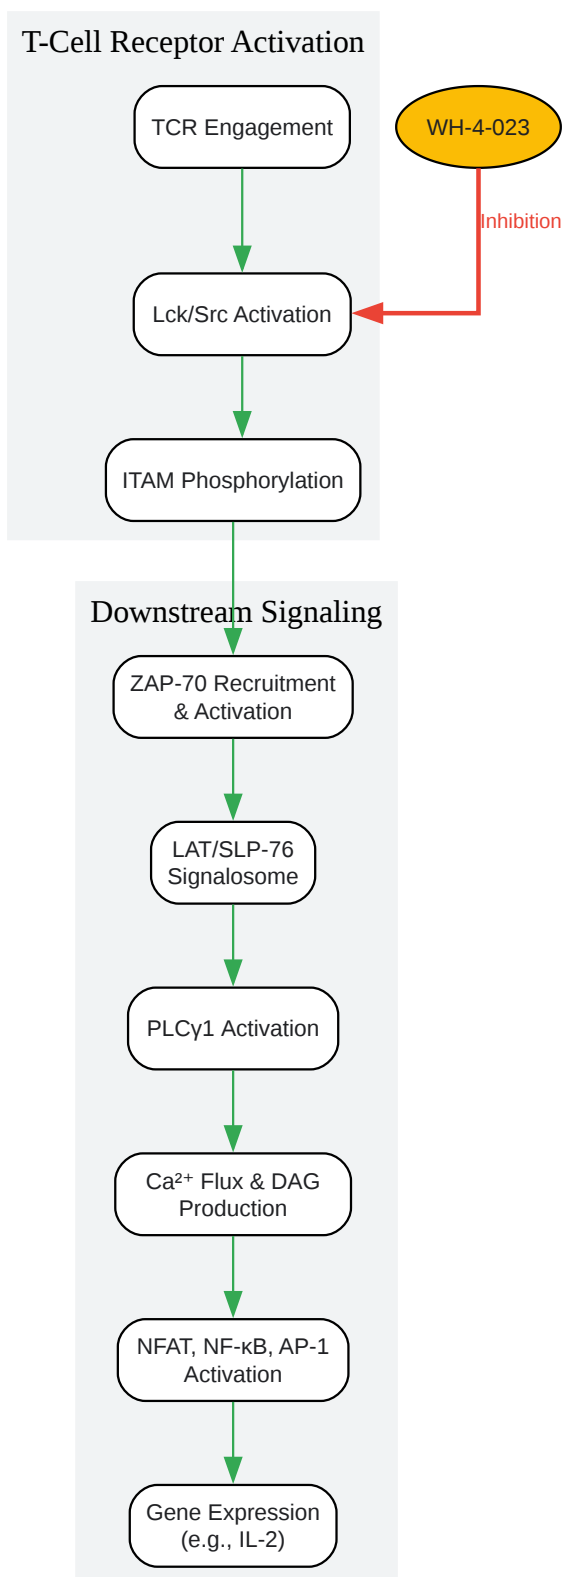 T-Cell Receptor Activation
TCR Engagement
WH-4-023
Inhibition
Lck/Src Activation
ITAM Phosphorylation
Downstream Signaling
ZAP-70 Recruitment
& Activation
LAT/SLP-76
Signalosome
PLCγ1 Activation
Ca²⁺ Flux & DAG
Production
NFAT, NF-κB, AP-1
Activation
Gene Expression
(e.g., IL-2)